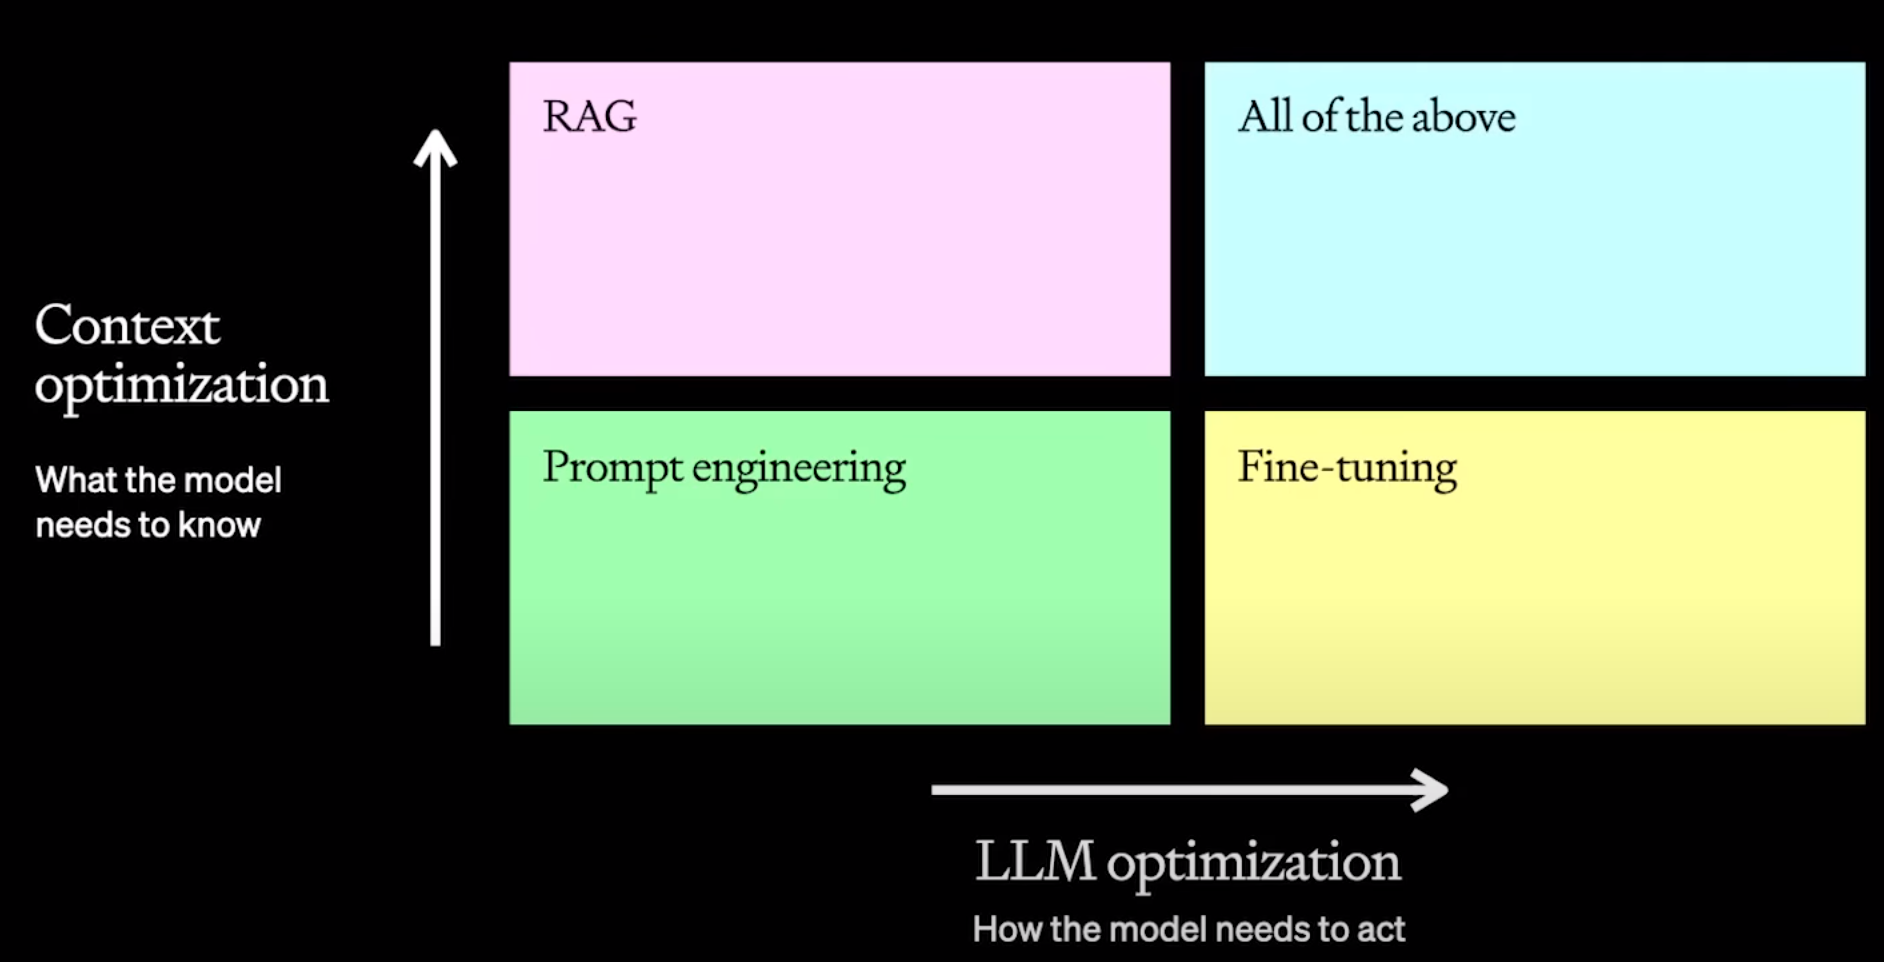 RAG
All of the above
Context
optimization
What the model
needs to know
Prompt engineering
Fine-tuning
LLM optimization
How the model needs to act